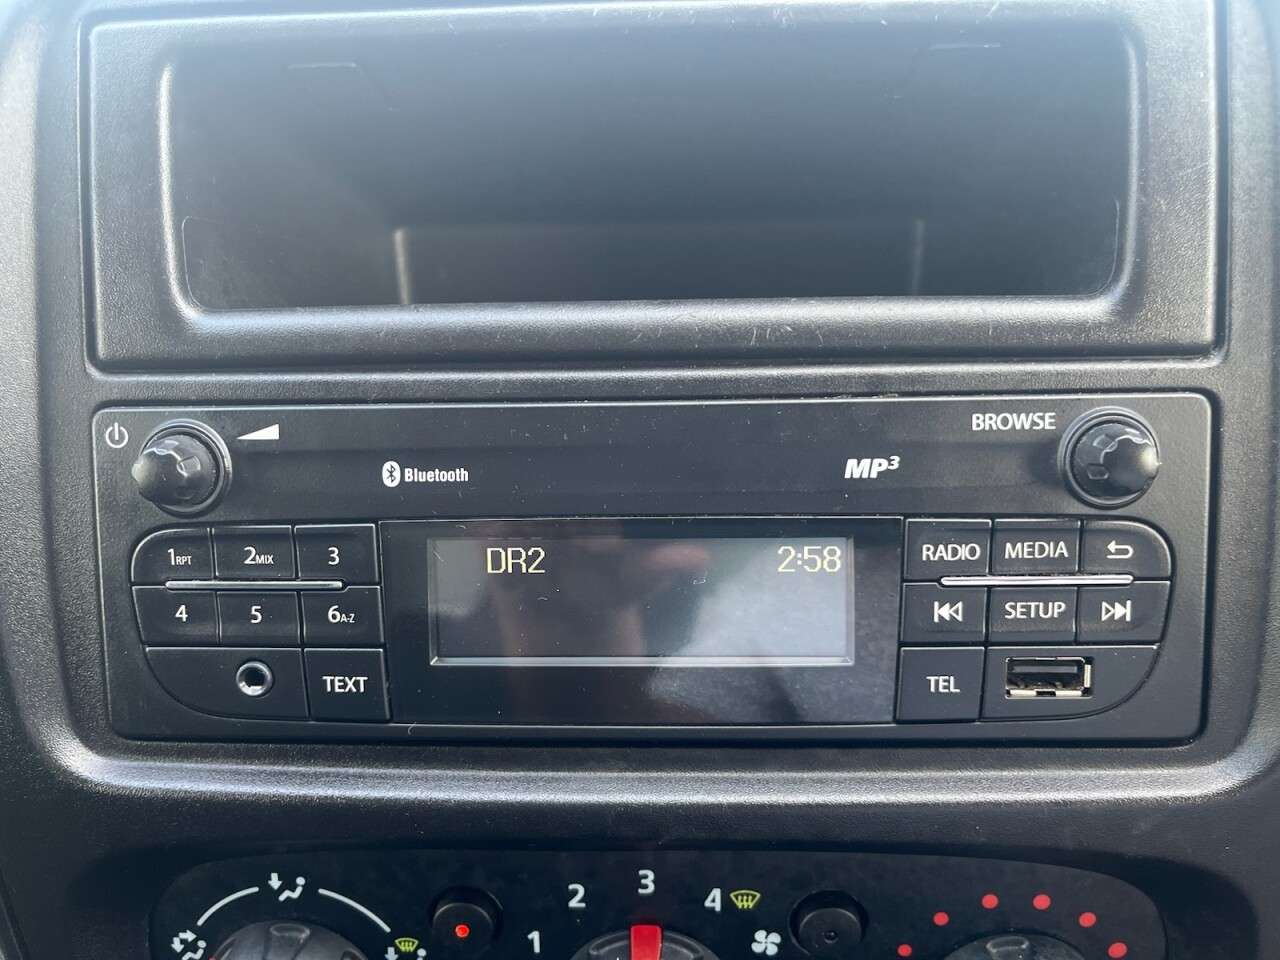 BROWSE
Bluetooth
MP3
1RPT 2MIX 3
DR2 2:58
RADIO MEDIA
4 5 6A-Z
SETUP
TEXT
TEL
1 2 3 4